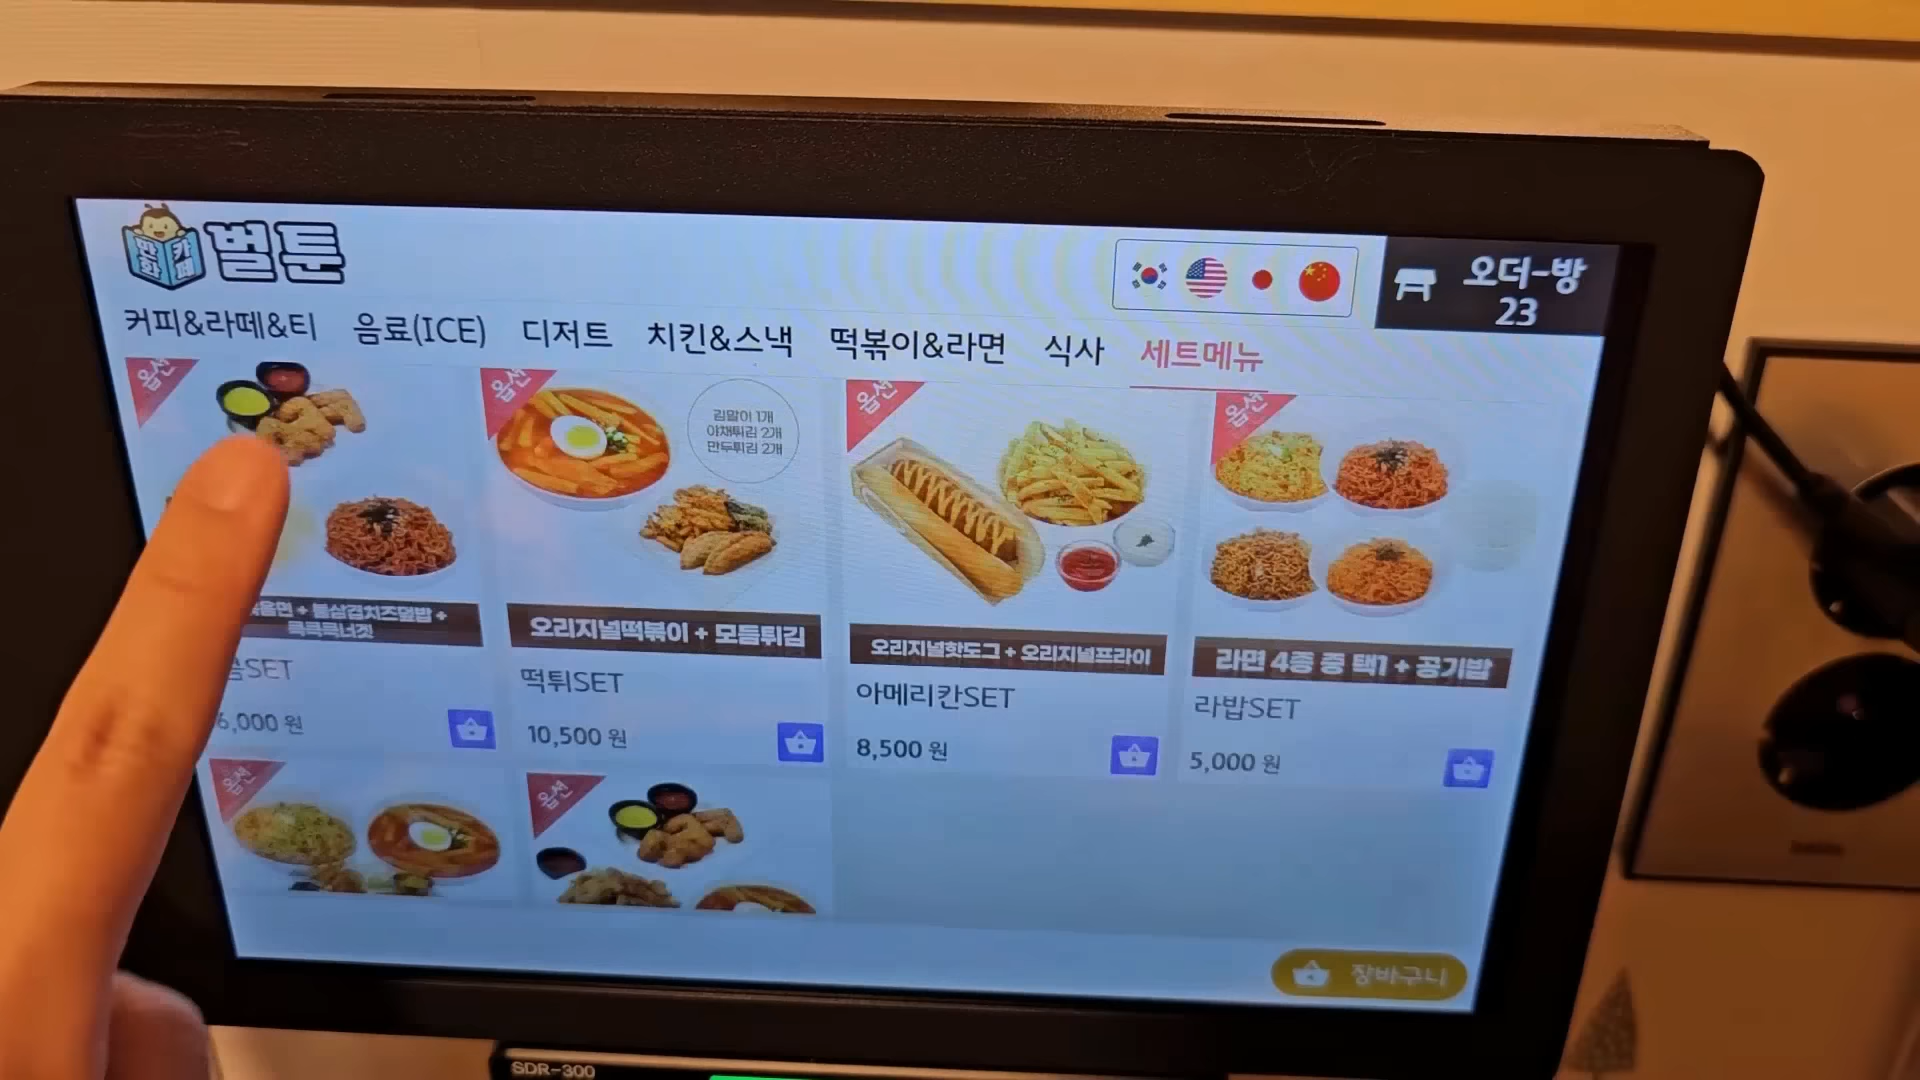 만화 카페
벌툰
오더-방
23
커피&라떼&티 음료(ICE) 디저트 치킨&스낵 떡볶이&라면 식사 세트메뉴
옵션
옵션
옵션
옵션
김말이 1개
야채튀김 2개
만두튀김 2개
오리지널떡볶이 + 모듬튀김
오리지널핫도그 + 오리지널프라이
라면 4종 중 택1 + 공기밥
SET
떡튀SET
아메리칸SET
라밥SET
6,000 원
10,500 원
8,500 원
5,000 원
옵션
옵션
장바구니
SDR-300